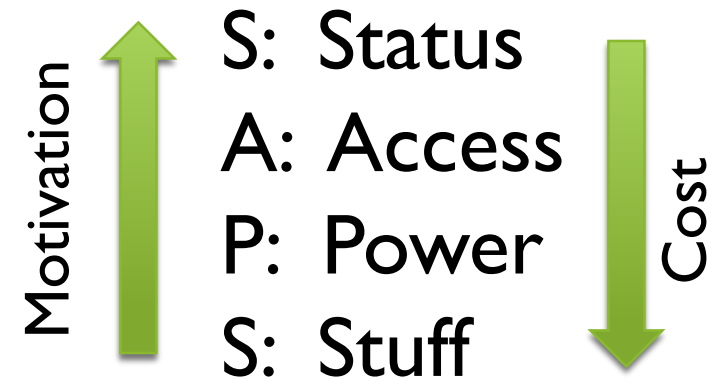 Motivation
S: Status
A: Access
P: Power
S: Stuff
Cost